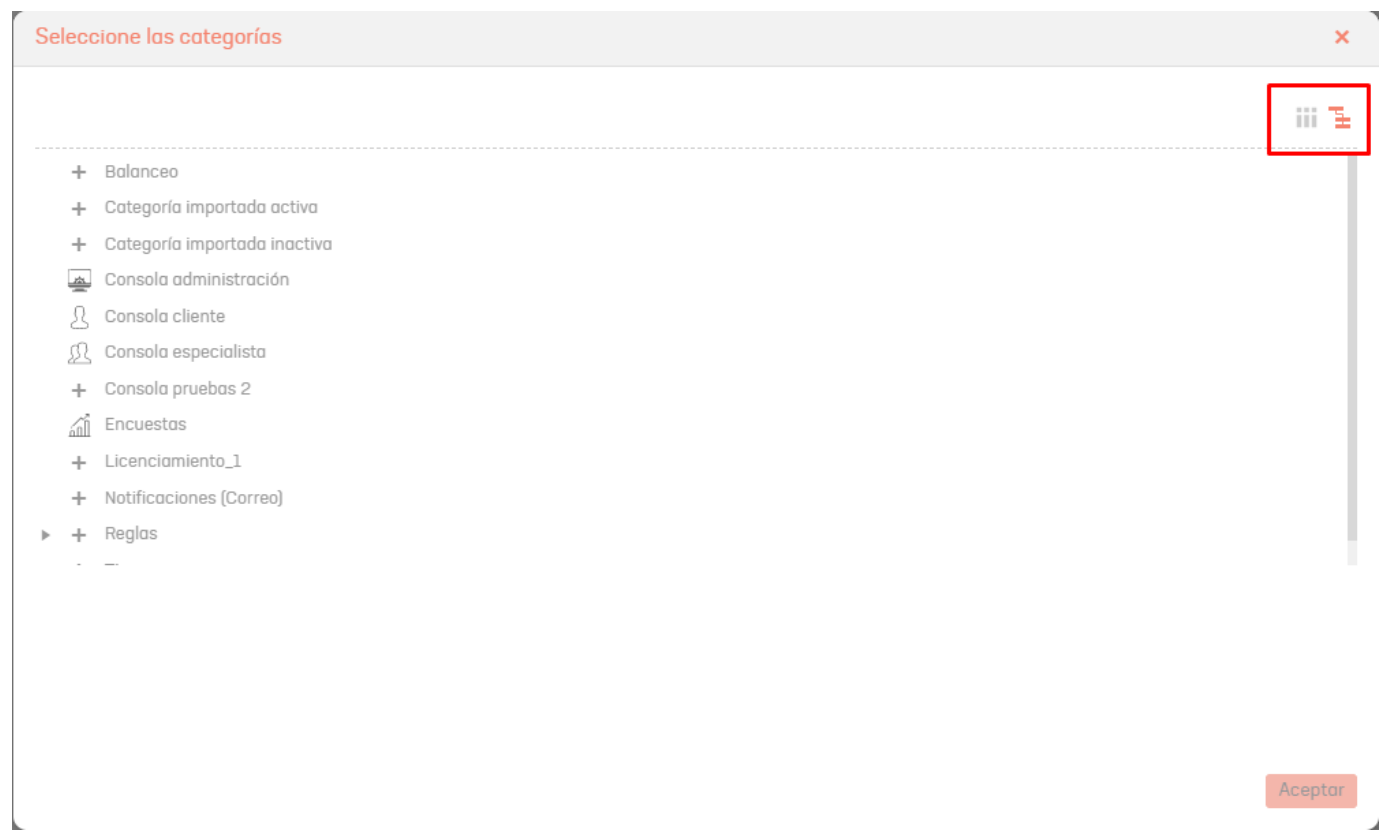 Seleccione las categorías
Balanceo
Categoría importada activa
Categoría importada inactiva
Consola administración
Consola cliente
Consola especialista
Consola pruebas 2
Encuestas
Licenciamiento_1
Notificaciones (Correo)
Reglas
Aceptar